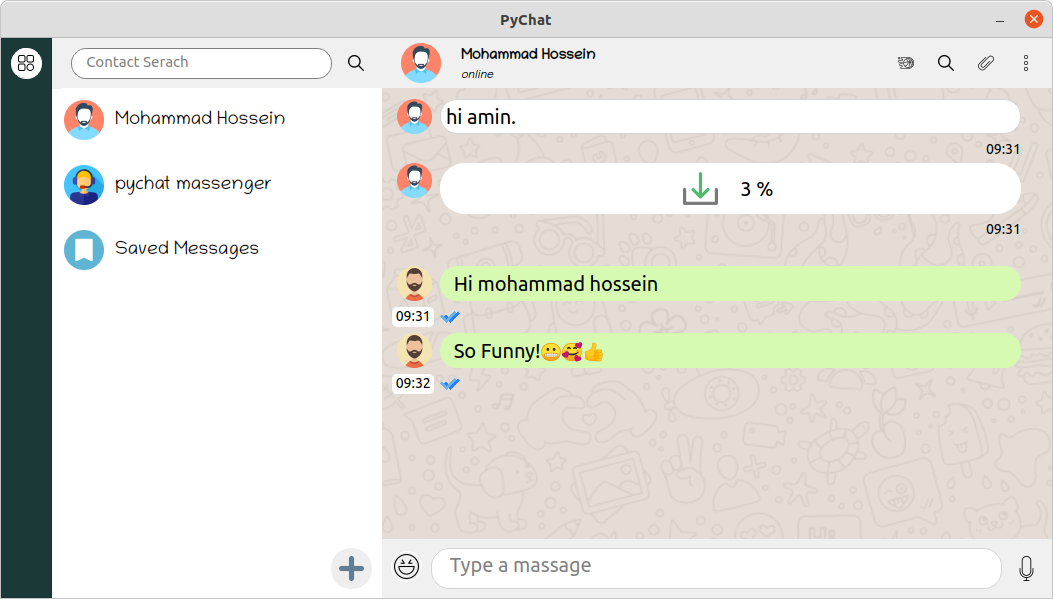 PyChat
Contact Serach
Mohammad Hossein
pychat massenger
Saved Messages
Mohammad Hossein
online
hi amin.
09:31
3 %
09:31
Hi mohammad hossein
09:31
So Funny!😬🥰👍
09:32
Type a massage